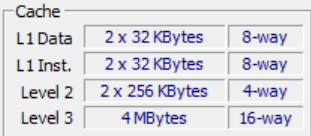 Cache
L1 Data 2 x 32 KBytes 8-way
L1 Inst. 2 x 32 KBytes 8-way
Level 2 2 x 256 KBytes 4-way
Level 3 4 MBytes 16-way